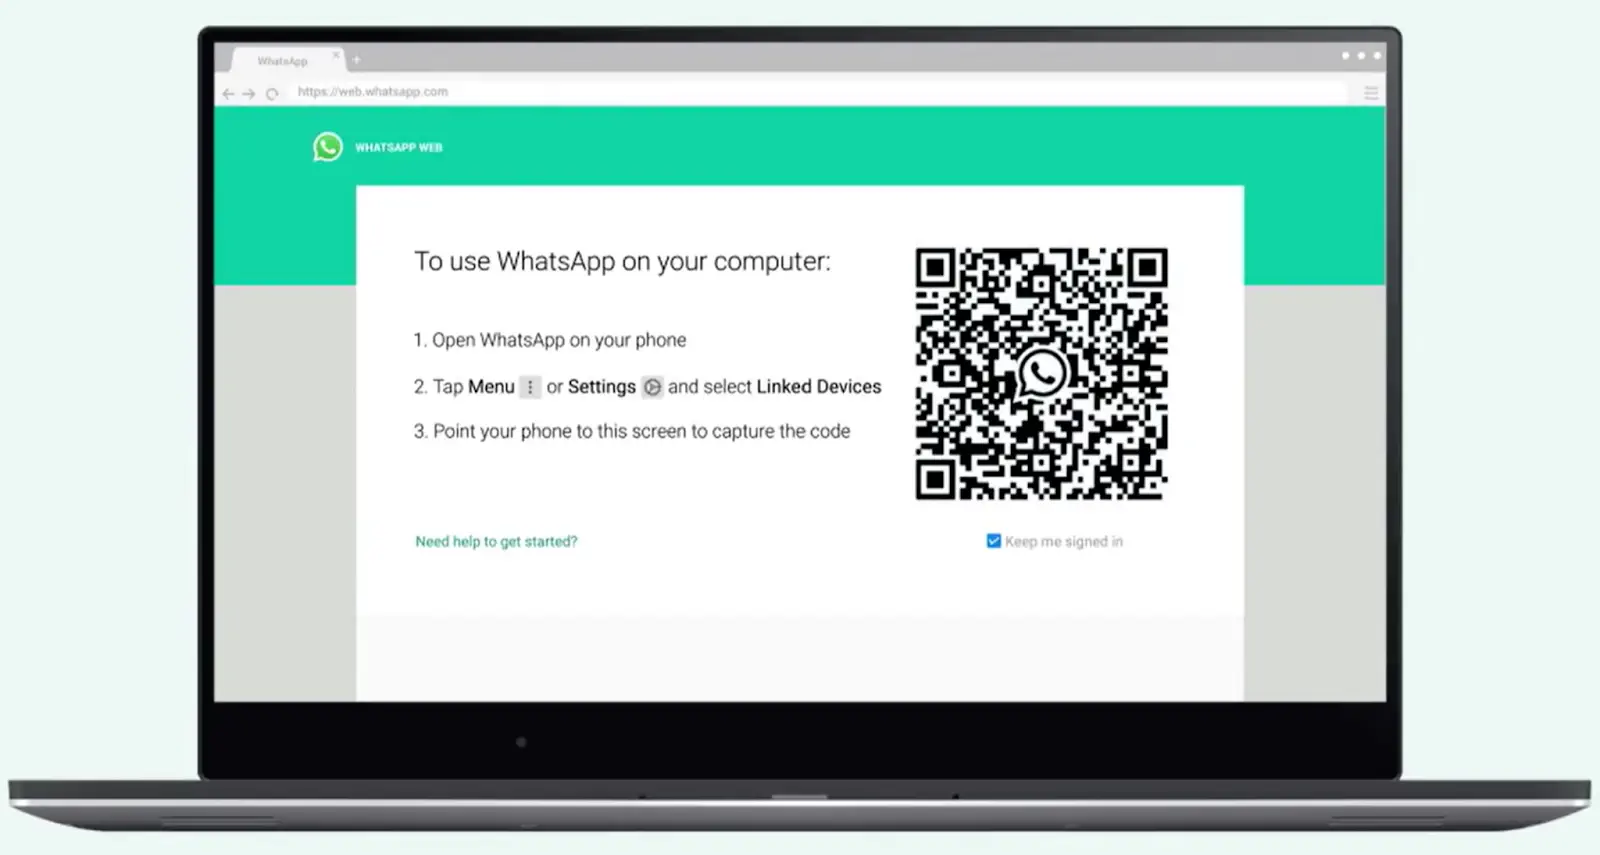 WhatsApp
https://web.whatsapp.com
WHATSAPP WEB
To use WhatsApp on your computer:
1. Open WhatsApp on your phone
2. Tap Menu or Settings and select Linked Devices
3. Point your phone to this screen to capture the code
Need help to get started?
Keep me signed in